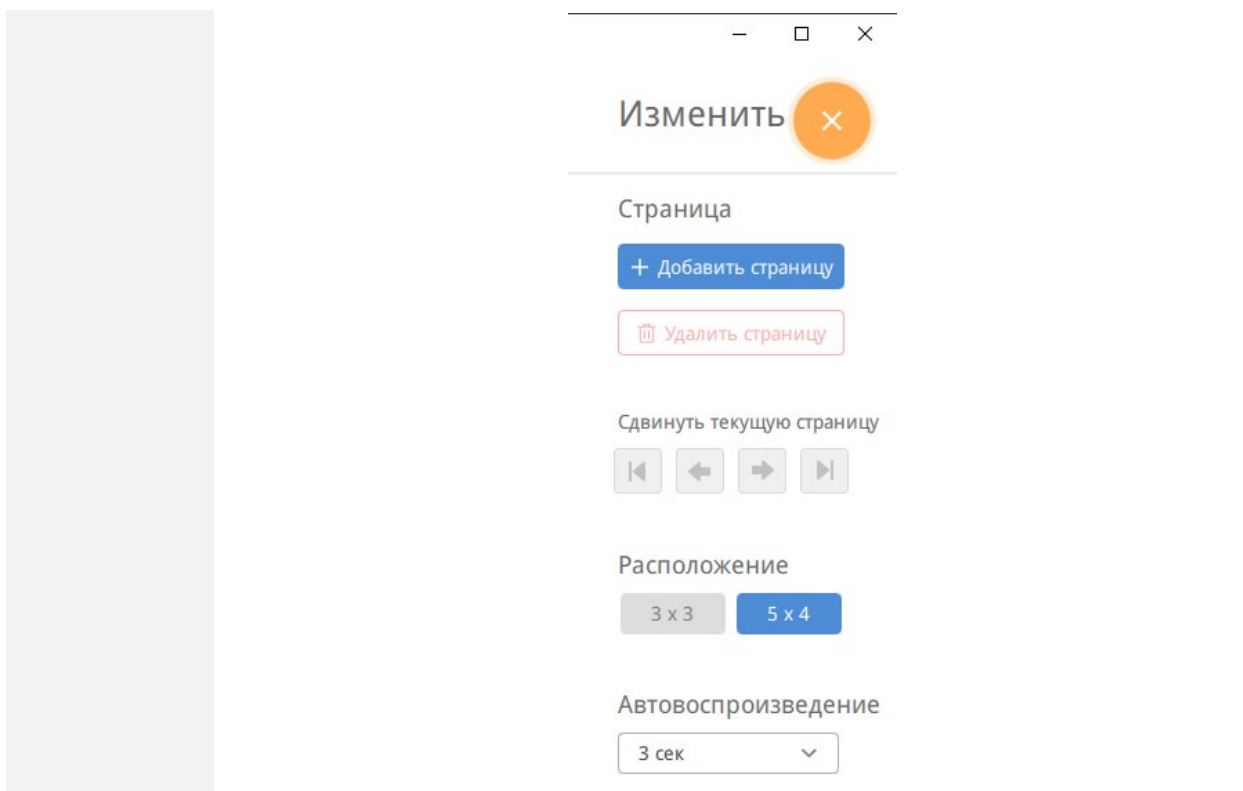 Изменить
Страница
+ Добавить страницу
Удалить страницу
Сдвинуть текущую страницу
Расположение
3 x 3
5 x 4
Автовоспроизведение
3 сек